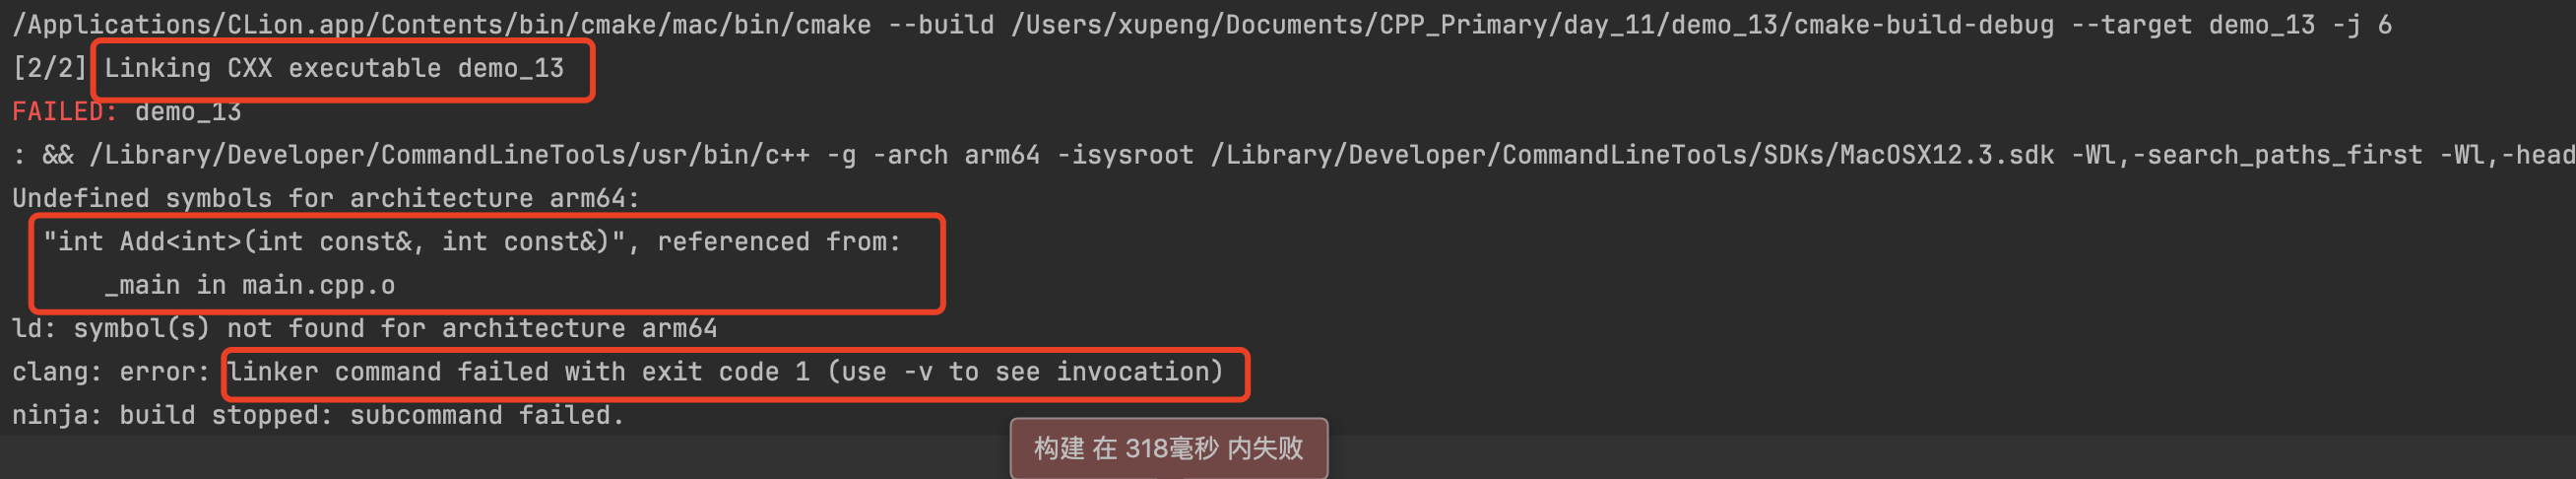 /Applications/CLion.app/Contents/bin/cmake/mac/bin/cmake --build /Users/xupeng/Documents/CPP_Primary/day_11/demo_13/cmake-build-debug --target demo_13 -j 6
[2/2] Linking CXX executable demo_13
FAILED: demo_13
: && /Library/Developer/CommandLineTools/usr/bin/c++ -g -arch arm64 -isysroot /Library/Developer/CommandLineTools/SDKs/MacOSX12.3.sdk -Wl,-search_paths_first -Wl,-head
Undefined symbols for architecture arm64:
"int Add<int>(int const&, int const&)", referenced from:
_main in main.cpp.o
ld: symbol(s) not found for architecture arm64
clang: error: linker command failed with exit code 1 (use -v to see invocation)
ninja: build stopped: subcommand failed.
构建 在 318毫秒 内失败